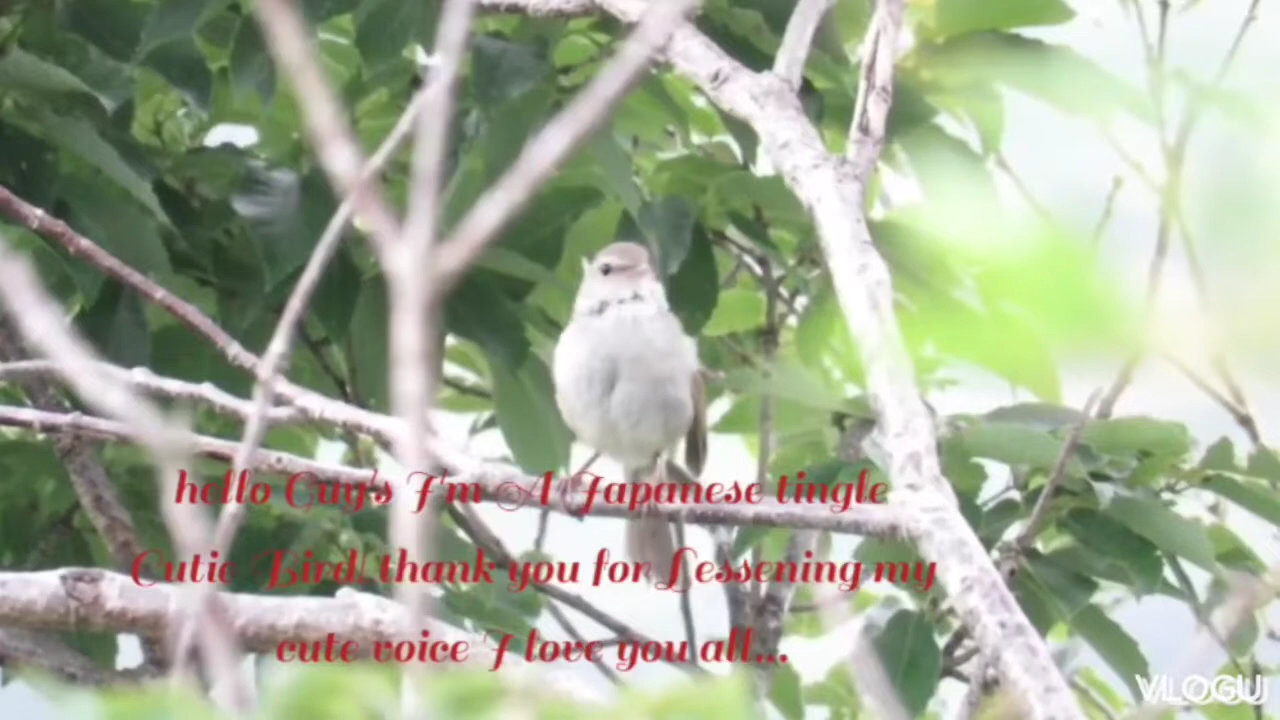 hello Guy's I'm A Japanese tingle
Cutie Bird! thank you for Lessening my
cute voice I love you all...
VLOGU